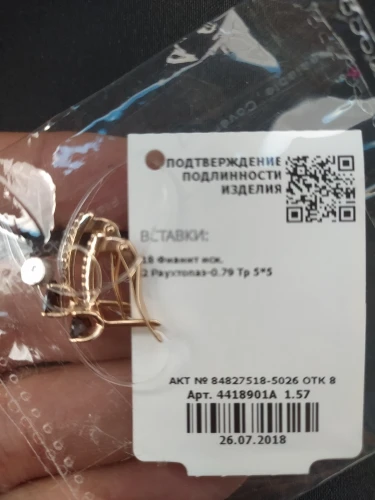 ПОДТВЕРЖДЕНИЕ
ПОДЛИННОСТИ
ИЗДЕЛИЯ
ВСТАВКИ:
18 Фианит иск.
2 Раухтопаз-0.79 Тр 5*5
АКТ № 84827518-5026 ОТК 8
Арт. 4418901А 1.57
26.07.2018